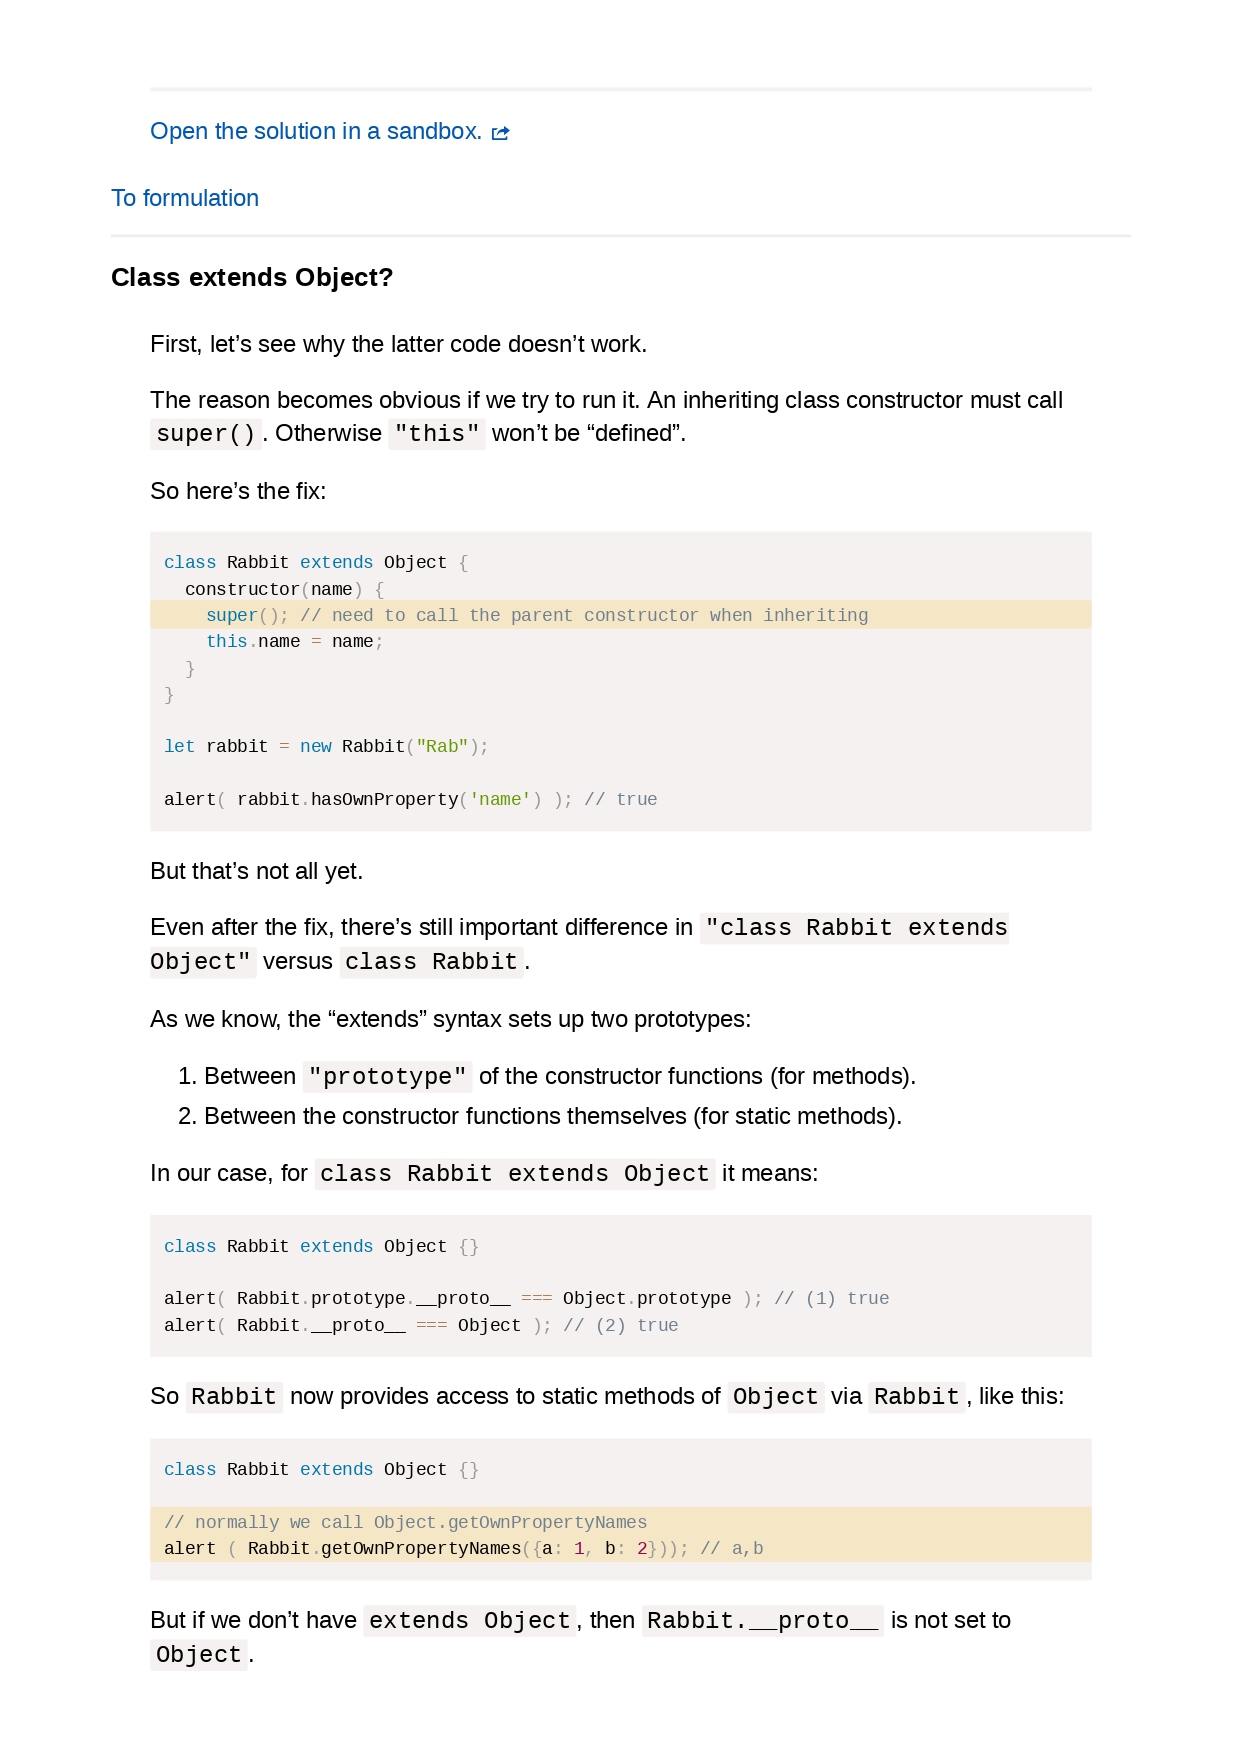 Open the solution in a sandbox.
To formulation
Class extends Object?
First, let’s see why the latter code doesn’t work.
The reason becomes obvious if we try to run it. An inheriting class constructor must call
super() . Otherwise "this" won’t be “defined”.
So here’s the fix:
class Rabbit extends Object {
  constructor(name) {
    super(); // need to call the parent constructor when inheriting
    this.name = name;
  }
}
let rabbit = new Rabbit("Rab");
alert( rabbit.hasOwnProperty('name') ); // true
But that’s not all yet.
Even after the fix, there’s still important difference in "class Rabbit extends
Object" versus class Rabbit .
As we know, the “extends” syntax sets up two prototypes:
1. Between "prototype" of the constructor functions (for methods).
2. Between the constructor functions themselves (for static methods).
In our case, for class Rabbit extends Object it means:
class Rabbit extends Object {}
alert( Rabbit.prototype.__proto__ === Object.prototype ); // (1) true
alert( Rabbit.__proto__ === Object ); // (2) true
So Rabbit now provides access to static methods of Object via Rabbit , like this:
class Rabbit extends Object {}
// normally we call Object.getOwnPropertyNames
alert ( Rabbit.getOwnPropertyNames({a: 1, b: 2})); // a,b
But if we don’t have extends Object , then Rabbit.__proto__ is not set to
Object .